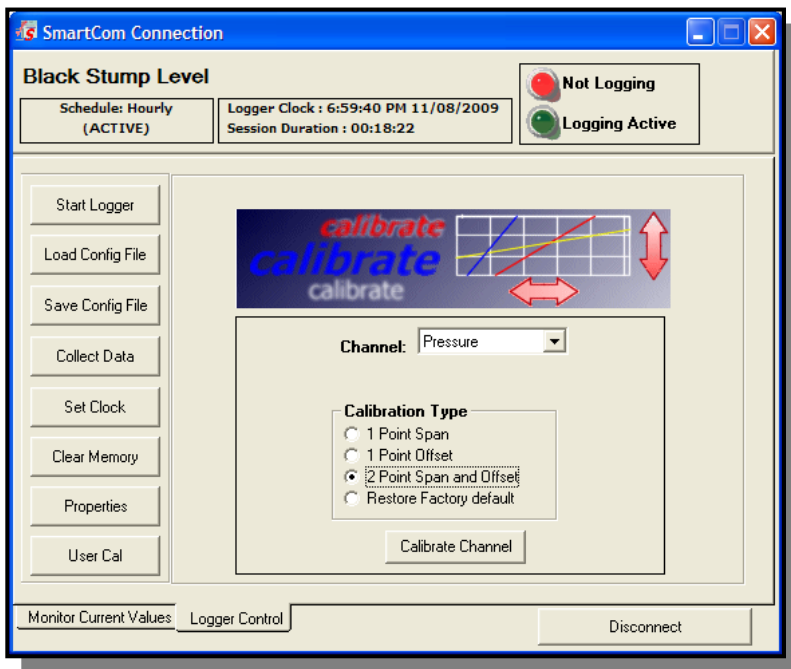 SmartCom Connection
Black Stump Level
Schedule: Hourly
(ACTIVE)
Logger Clock : 6:59:40 PM 11/08/2009
Session Duration : 00:18:22
Not Logging
Logging Active
Start Logger
Load Config File
Save Config File
Collect Data
Set Clock
Clear Memory
Properties
User Cal
calibrate
calibrate
calibrate
Channel: Pressure
Calibration Type
1 Point Span
1 Point Offset
2 Point Span and Offset
Restore Factory default
Calibrate Channel
Monitor Current Values
Logger Control
Disconnect